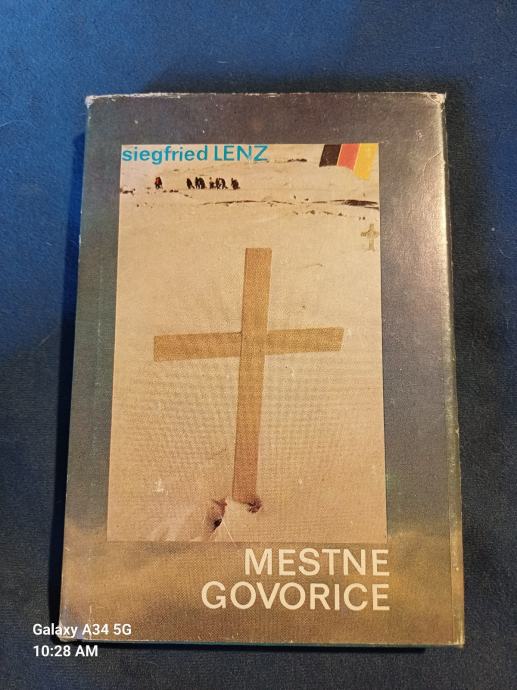 siegfried LENZ
MESTNE
GOVORICE
Galaxy A34 5G
10:28 AM